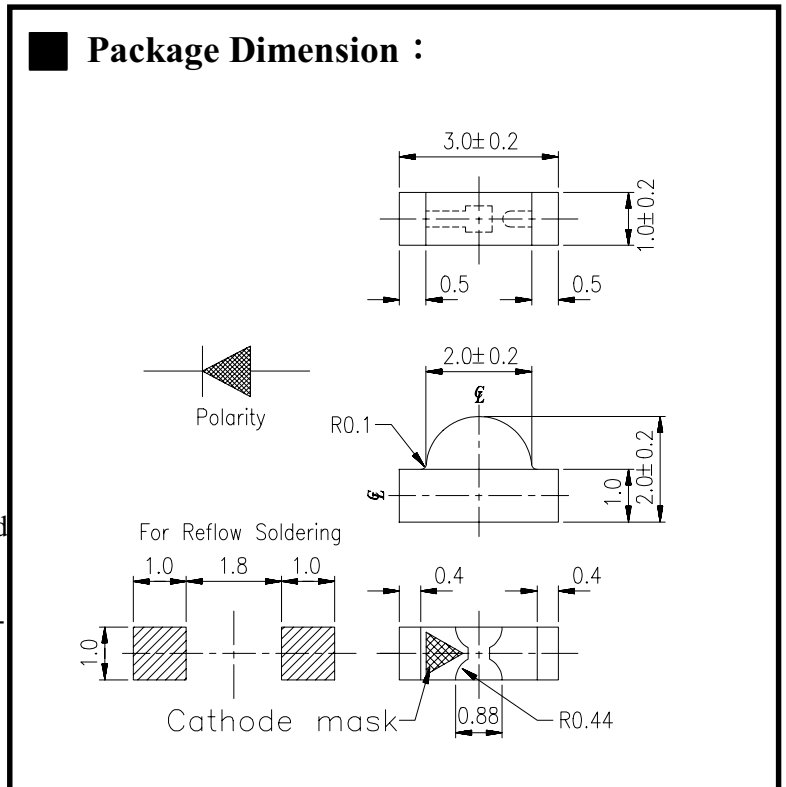 Package Dimension：
3.0±0.2
1.0±0.2
0.5 0.5
2.0±0.2
℄
Polarity
R0.1
1.0
2.0±0.2
℄
d
For Reflow Soldering
1.0 1.8 1.0
0.4 0.4
-
1.0
Cathode mask
0.88
R0.44